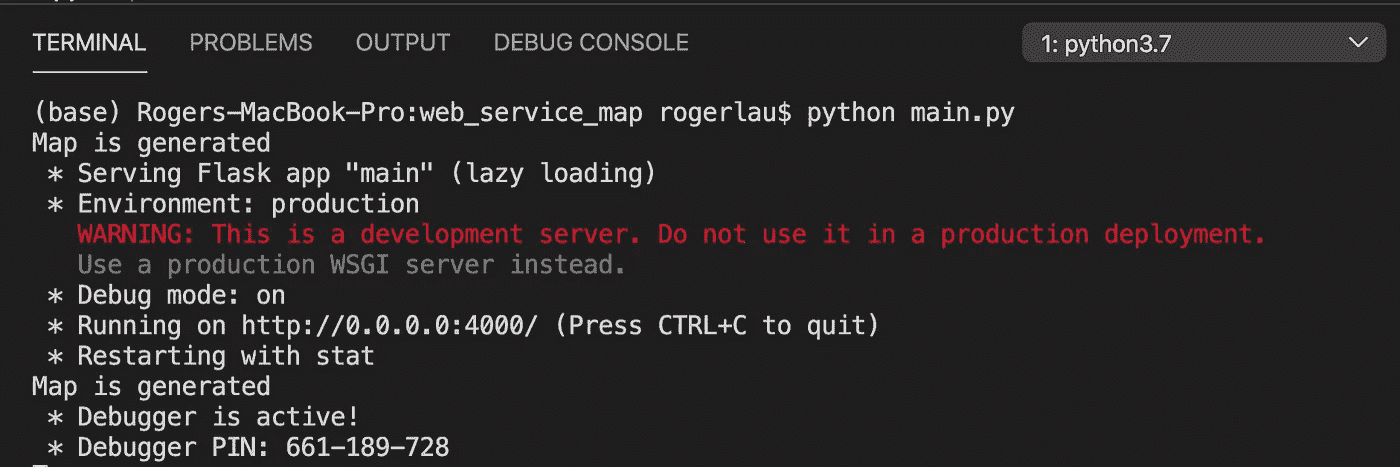 TERMINAL PROBLEMS OUTPUT DEBUG CONSOLE 1: python3.7
(base) Rogers-MacBook-Pro:web_service_map rogerlau$ python main.py
Map is generated
* Serving Flask app "main" (lazy loading)
* Environment: production
WARNING: This is a development server. Do not use it in a production deployment.
Use a production WSGI server instead.
* Debug mode: on
* Running on http://0.0.0.0:4000/ (Press CTRL+C to quit)
* Restarting with stat
Map is generated
* Debugger is active!
* Debugger PIN: 661-189-728